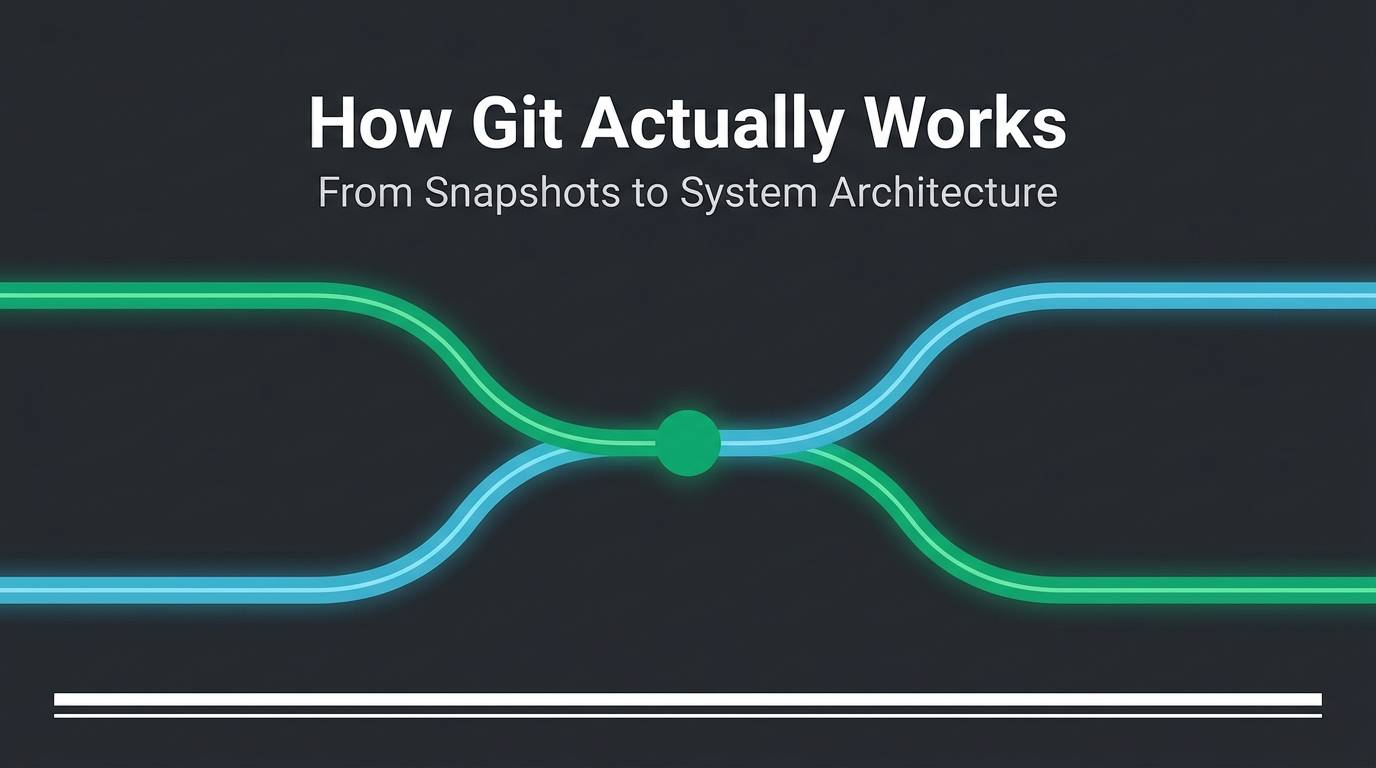 How Git Actually Works
From Snapshots to System Architecture